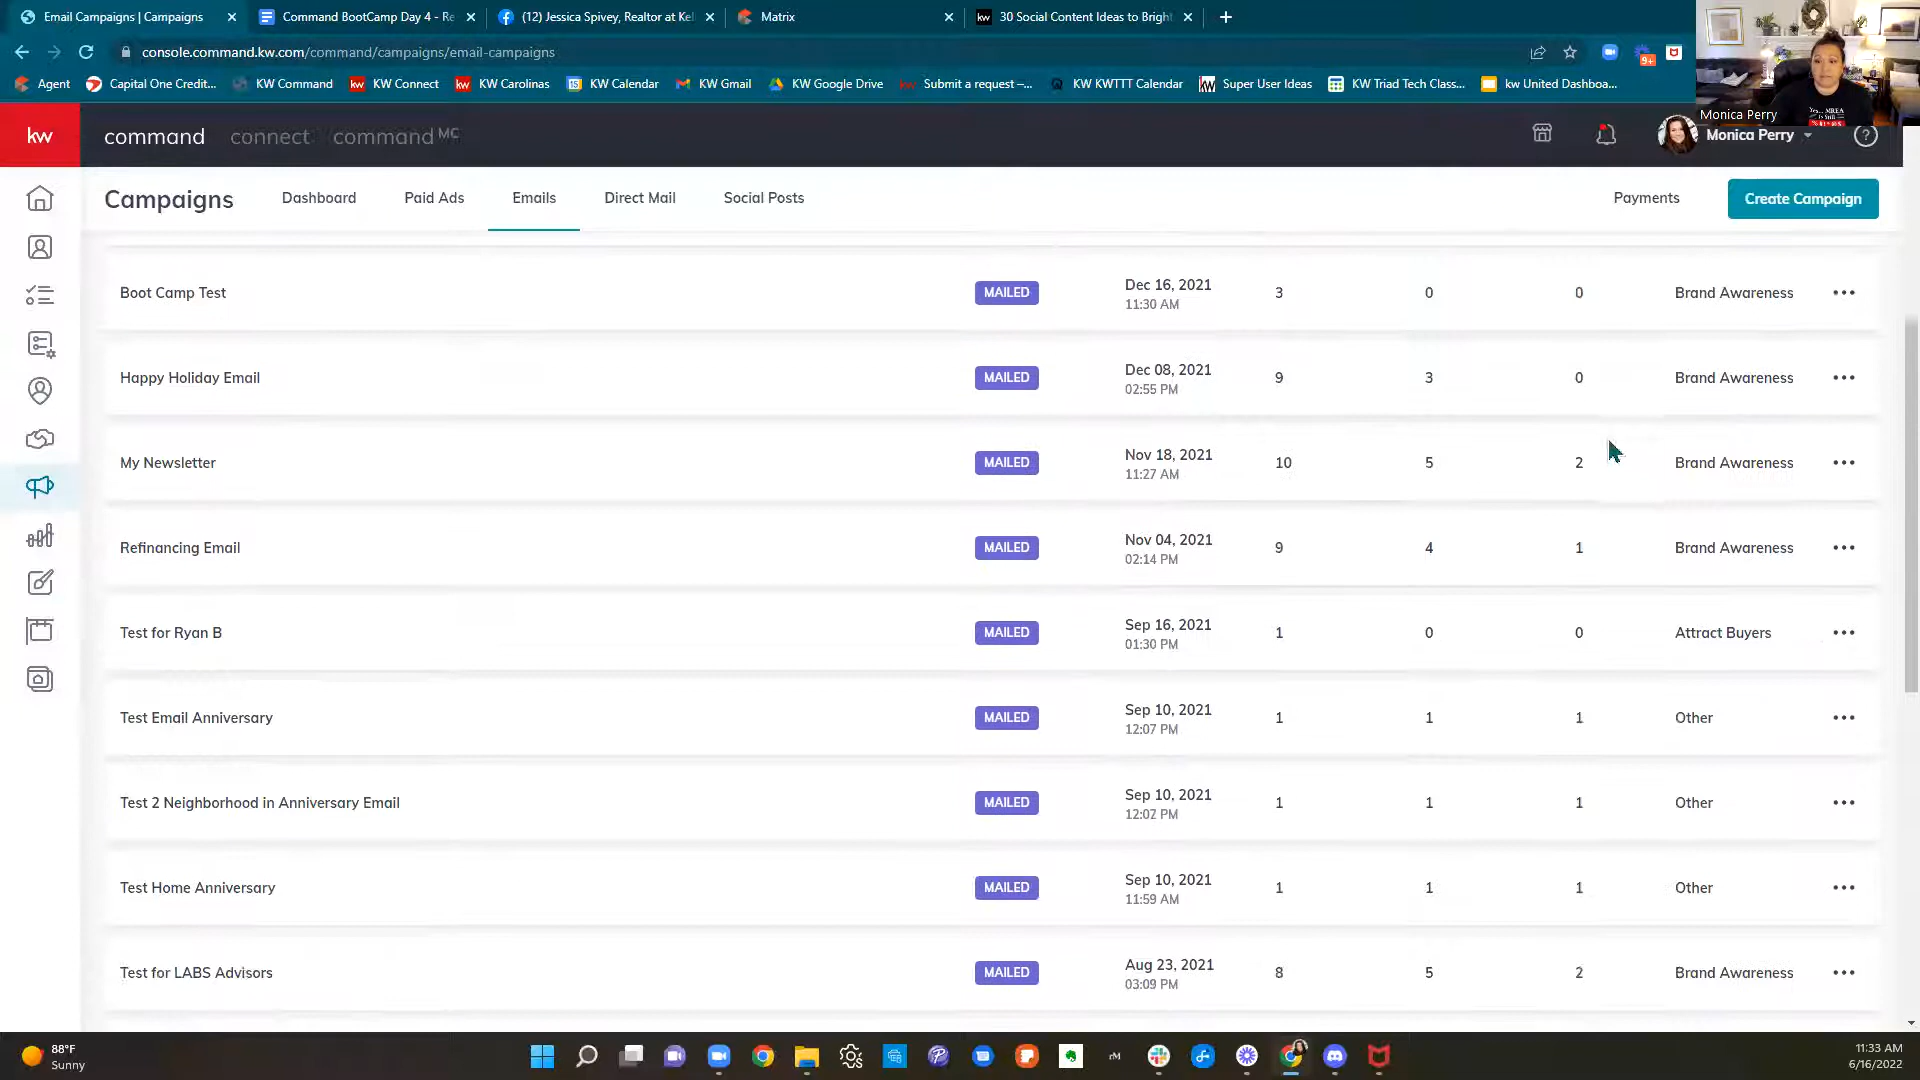 Email Campaigns | Campaigns
Command BootCamp Day 4 - Re
(12) Jessica Spivey, Realtor at Kel
Matrix
kw 30 Social Content Ideas to Bright
console.command.kw.com/command/campaigns/email-campaigns
9+
Agent
Capital One Credit...
KW Command
kw KW Connect
kw KW Carolinas
KW Calendar
KW Gmail
KW Google Drive
kw Submit a request –...
KW KWTTT Calendar
kw Super User Ideas
KW Triad Tech Class...
kw United Dashboa...
Monica Perry
kw
command connect command MC
Monica Perry
?
Campaigns Dashboard Paid Ads Emails Direct Mail Social Posts Payments Create Campaign
Boot Camp Test MAILED Dec 16, 2021 3 0 0 Brand Awareness
11:30 AM
Happy Holiday Email MAILED Dec 08, 2021 9 3 0 Brand Awareness
02:55 PM
My Newsletter MAILED Nov 18, 2021 10 5 2 Brand Awareness
11:27 AM
Refinancing Email MAILED Nov 04, 2021 9 4 1 Brand Awareness
02:14 PM
Test for Ryan B MAILED Sep 16, 2021 1 0 0 Attract Buyers
01:30 PM
Test Email Anniversary MAILED Sep 10, 2021 1 1 1 Other
12:07 PM
Test 2 Neighborhood in Anniversary Email MAILED Sep 10, 2021 1 1 1 Other
12:02 PM
Test Home Anniversary MAILED Sep 10, 2021 1 1 1 Other
11:59 AM
Test for LABS Advisors MAILED Aug 23, 2021 8 5 2 Brand Awareness
03:09 PM
88°F
Sunny
rM
11:33 AM
6/16/2022